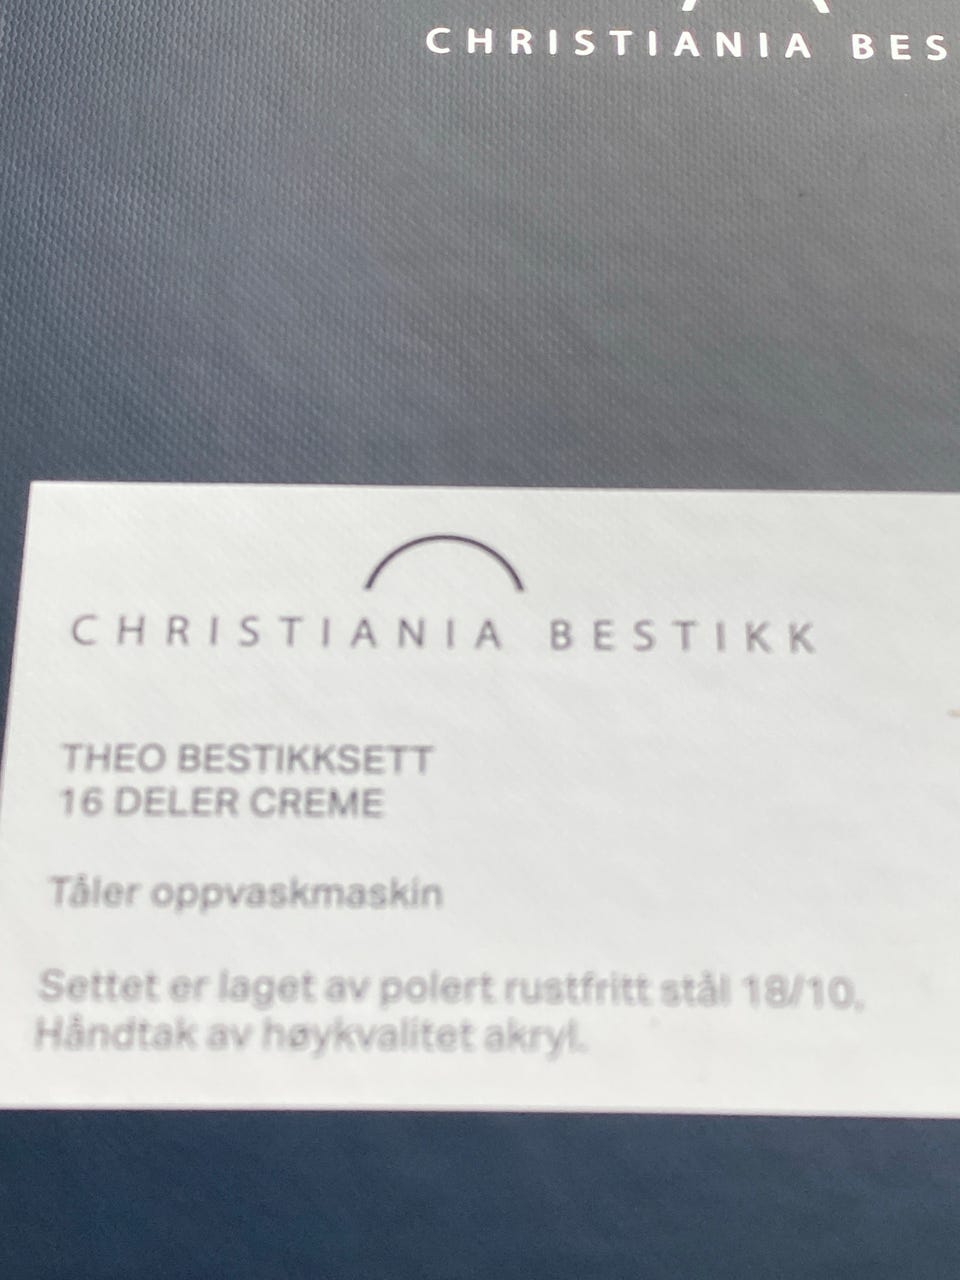 CHRISTIANIA BES
CHRISTIANIA BESTIKK
THEO BESTIKKSETT
16 DELER CREME
Tåler oppvaskmaskin
Settet er laget av polert rustfritt stål 18/10.
Håndtak av høykvalitet akryl.